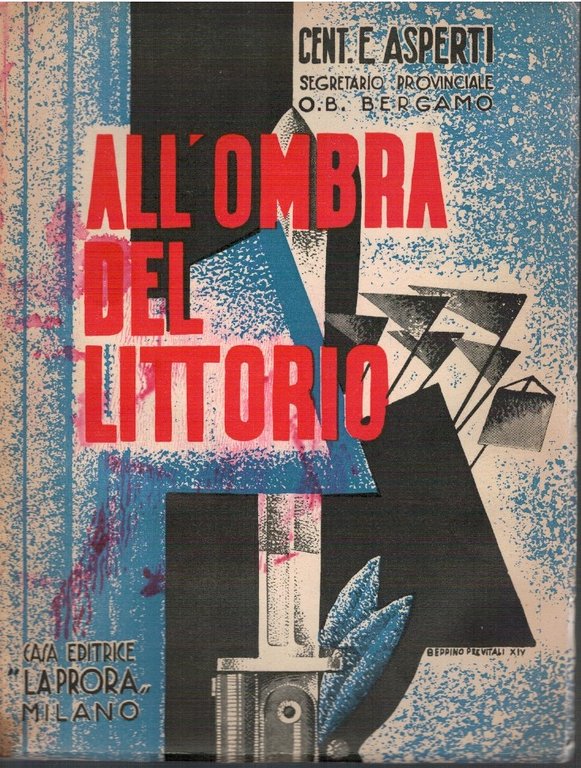 CENT. E ASPERTI
SEGRETARIO PROVINCIALE
O.B. BERGAMO
ALL'OMBRA
DEL
LITTORIO
BEPPINO PREVITALI XIV
CASA EDITRICE
"LA PRORA„
MILANO